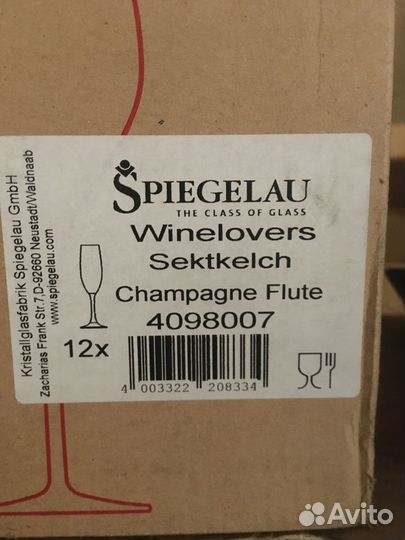 Kristallglasfabrik Spiegelau GmbH
Zacharias Frank Str.7,D-92660 Neustadt/Waldnaab
www.spiegelau.com
SPIEGELAU
THE CLASS OF GLASS
Winelovers
Sektkelch
Champagne Flute
4098007
12x
4 003322 208334
Avito